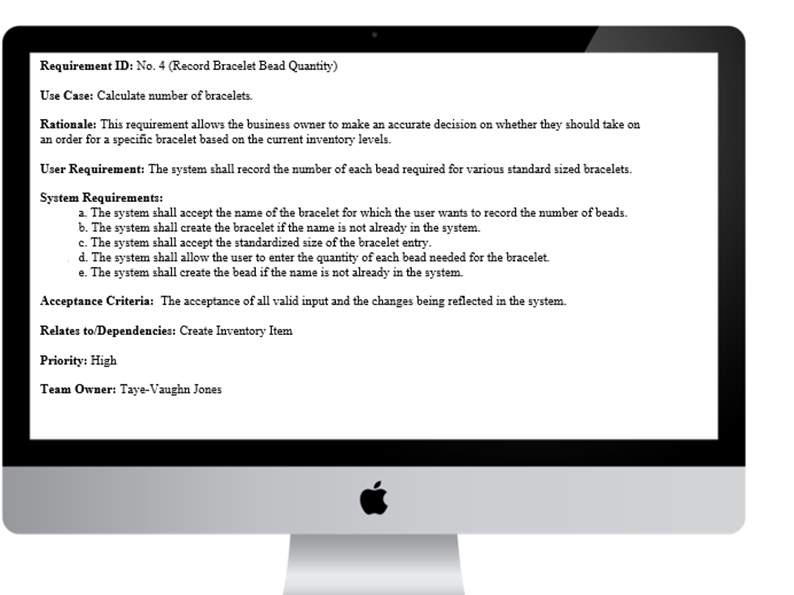 Requirement ID: No. 4 (Record Bracelet Bead Quantity)
Use Case: Calculate number of bracelets.
Rationale: This requirement allows the business owner to make an accurate decision on whether they should take on
an order for a specific bracelet based on the current inventory levels.
User Requirement: The system shall record the number of each bead required for various standard sized bracelets.
System Requirements:
a. The system shall accept the name of the bracelet for which the user wants to record the number of beads.
b. The system shall create the bracelet if the name is not already in the system.
c. The system shall accept the standardized size of the bracelet entry.
d. The system shall allow the user to enter the quantity of each bead needed for the bracelet.
e. The system shall create the bead if the name is not already in the system.
Acceptance Criteria: The acceptance of all valid input and the changes being reflected in the system.
Relates to/Dependencies: Create Inventory Item
Priority: High
Team Owner: Taye-Vaughn Jones